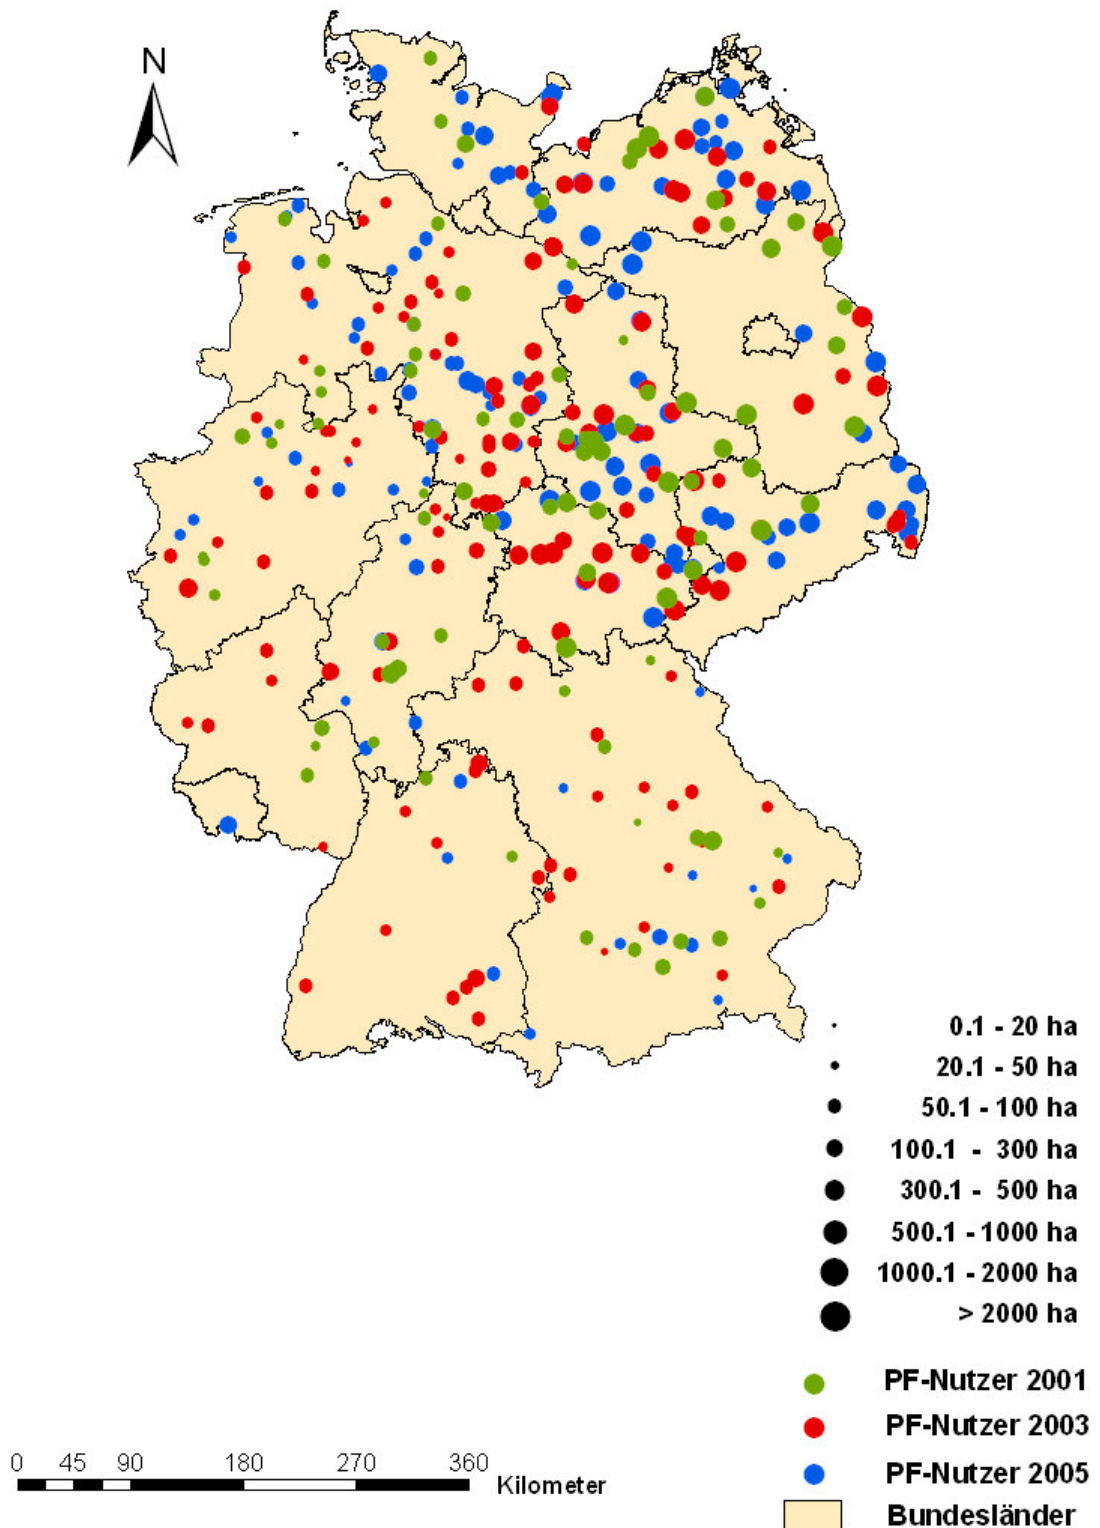 N
0.1 - 20 ha
20.1 - 50 ha
50.1 - 100 ha
100.1 - 300 ha
300.1 - 500 ha
500.1 - 1000 ha
1000.1 - 2000 ha
> 2000 ha
PF-Nutzer 2001
PF-Nutzer 2003
PF-Nutzer 2005
Bundesländer
0 45 90 180 270 360
Kilometer